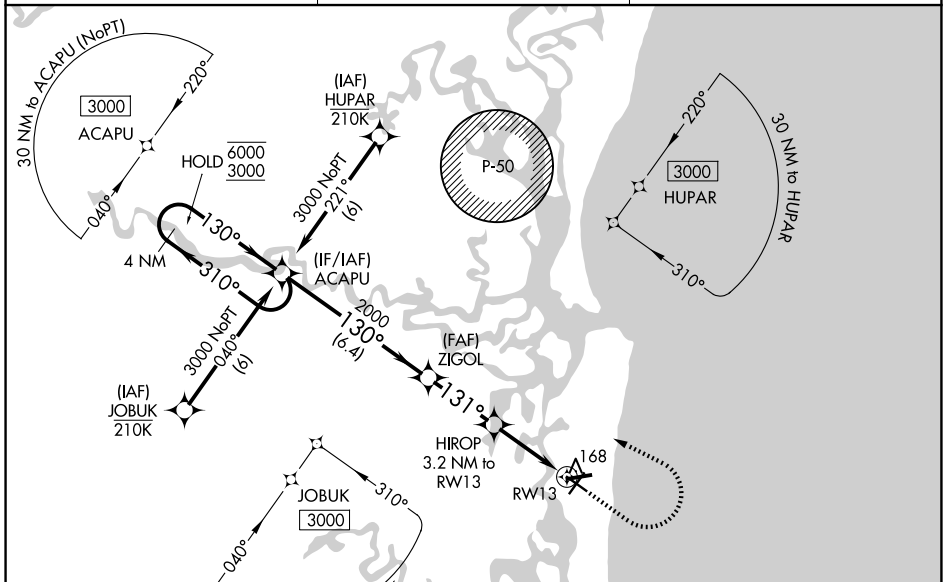 30 NM to ACAPU (NoPT)
220°
3000
ACAPU
040°
HOLD
6000
3000
4 NM
130°
310°
(IAF)
HUPAR
210K
3000 NoPT
221°
(6)
P-50
220°
3000
HUPAR
310°
30 NM to HUPAR
(IF/IAF)
ACAPU
3000 NoPT
040°
(6)
(IAF)
JOBUK
210K
2000
130°
(6.4)
(FAF)
ZIGOL
131°
HIROP
3.2 NM to
RW13
168
RW13
JOBUK
3000
310°
040°